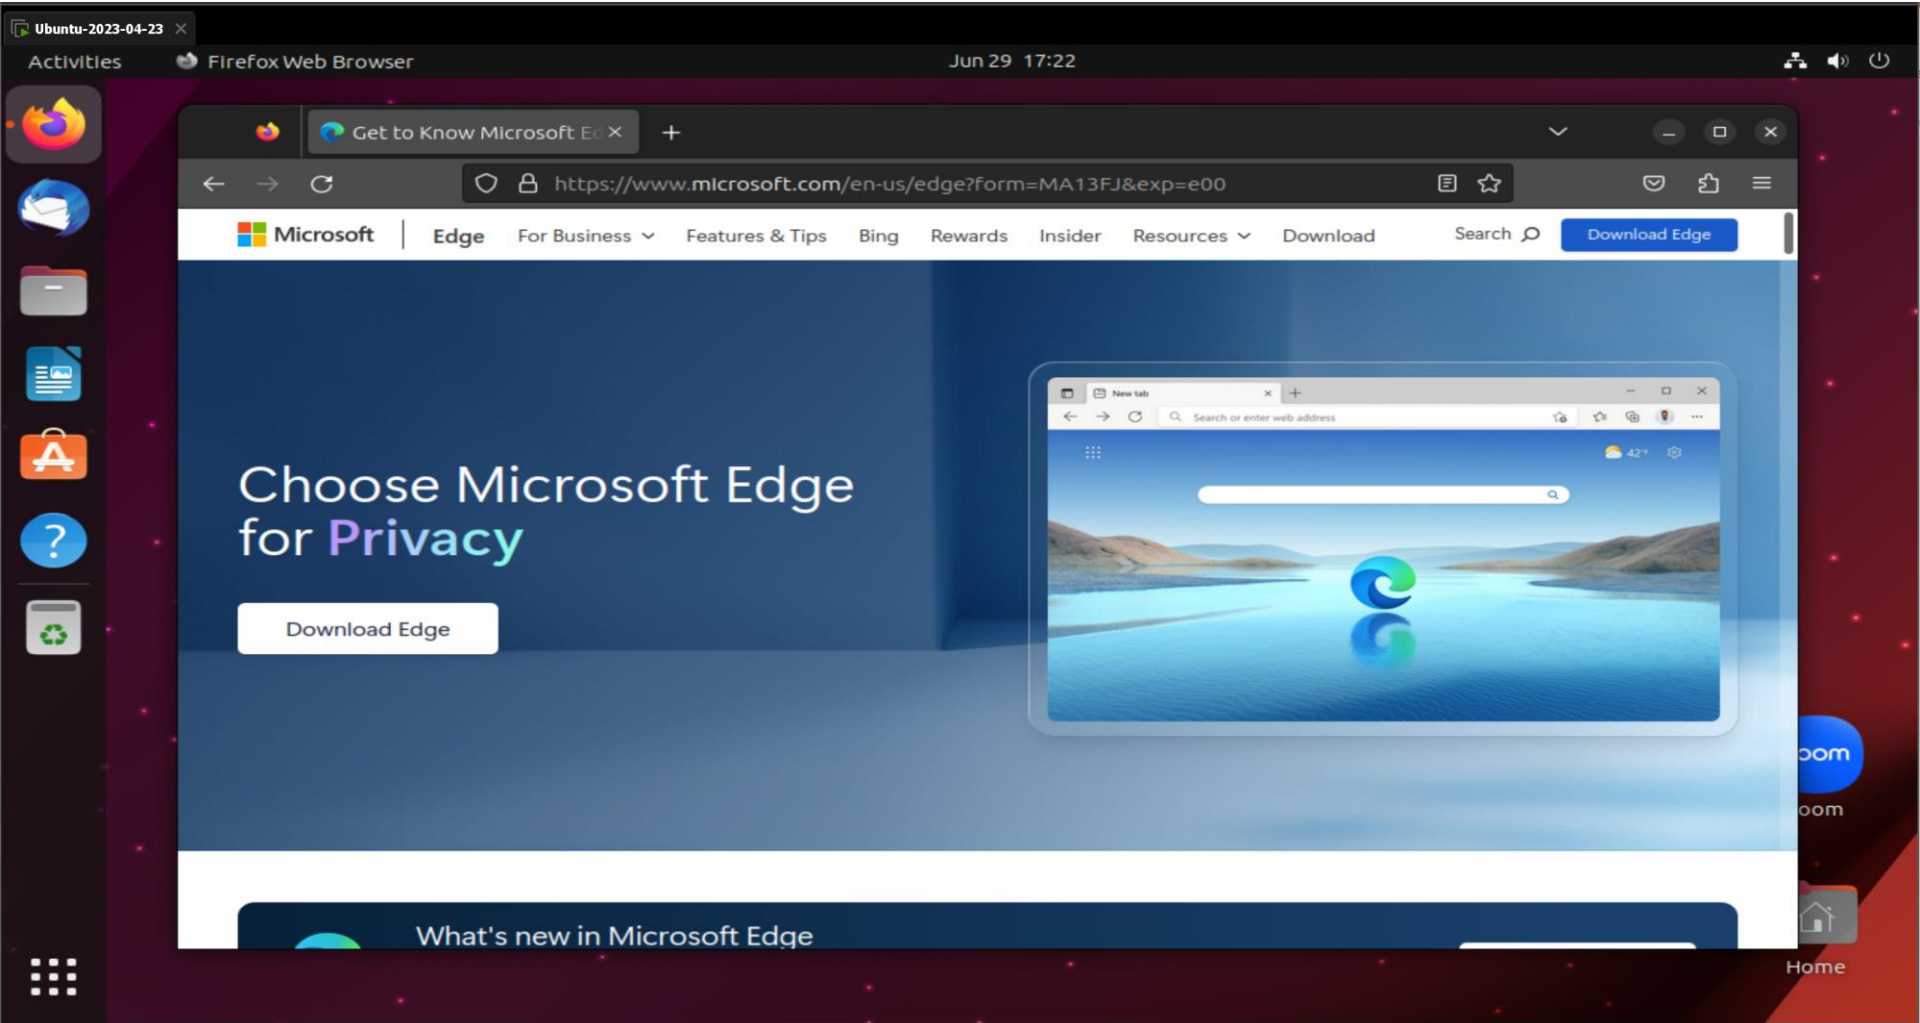 Ubuntu-2023-04-23
Activities
Firefox Web Browser
Jun 29 17:22
Get to Know Microsoft Ed
https://www.microsoft.com/en-us/edge?form=MA13FJ&exp=e00
Microsoft
Edge
For Business
Features & Tips
Bing
Rewards
Insider
Resources
Download
Search
Download Edge
New tab
Search or enter web address
42°F
Choose Microsoft Edge
for Privacy
Download Edge
What's new in Microsoft Edge
oom
oom
Home